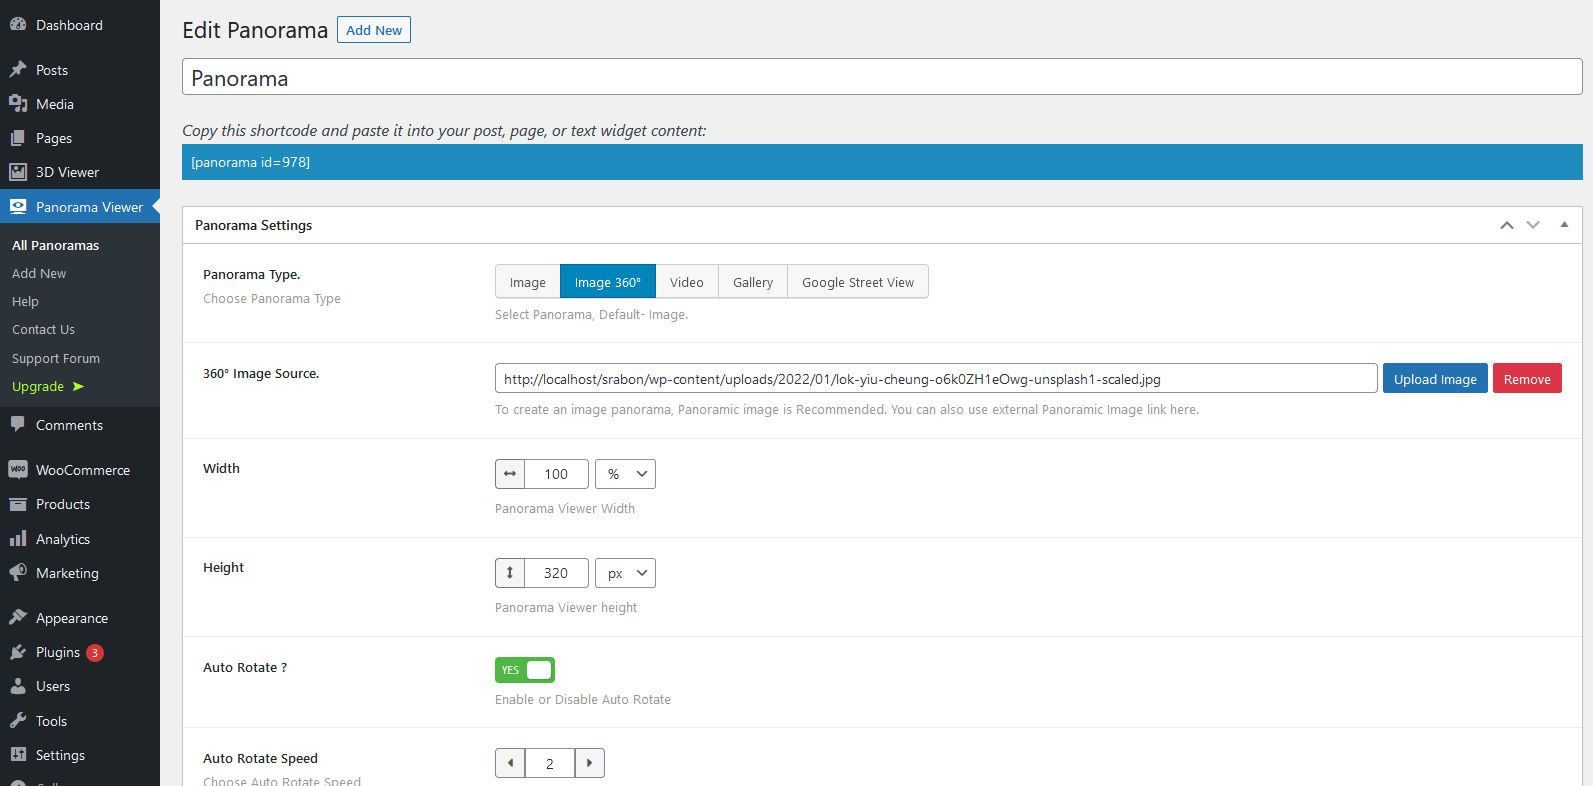 Dashboard
Posts
Media
Pages
3D Viewer
Panorama Viewer
All Panoramas
Add New
Help
Contact Us
Support Forum
Upgrade ➤
Comments
WooCommerce
Products
Analytics
Marketing
Appearance
Plugins 3
Users
Tools
Settings
Edit Panorama Add New
Panorama
Copy this shortcode and paste it into your post, page, or text widget content:
[panorama id=978]
Panorama Settings
Panorama Type.
Choose Panorama Type
Image Image 360° Video Gallery Google Street View
Select Panorama, Default- Image.
360° Image Source.
http://localhost/srabon/wp-content/uploads/2022/01/lok-yiu-cheung-o6k0ZH1eOwg-unsplash1-scaled.jpg Upload Image Remove
To create an image panorama, Panoramic image is Recommended. You can also use external Panoramic Image link here.
Width
100 %
Panorama Viewer Width
Height
320 px
Panorama Viewer height
Auto Rotate ?
YES
Enable or Disable Auto Rotate
Auto Rotate Speed
2
Choose Auto Rotate Speed